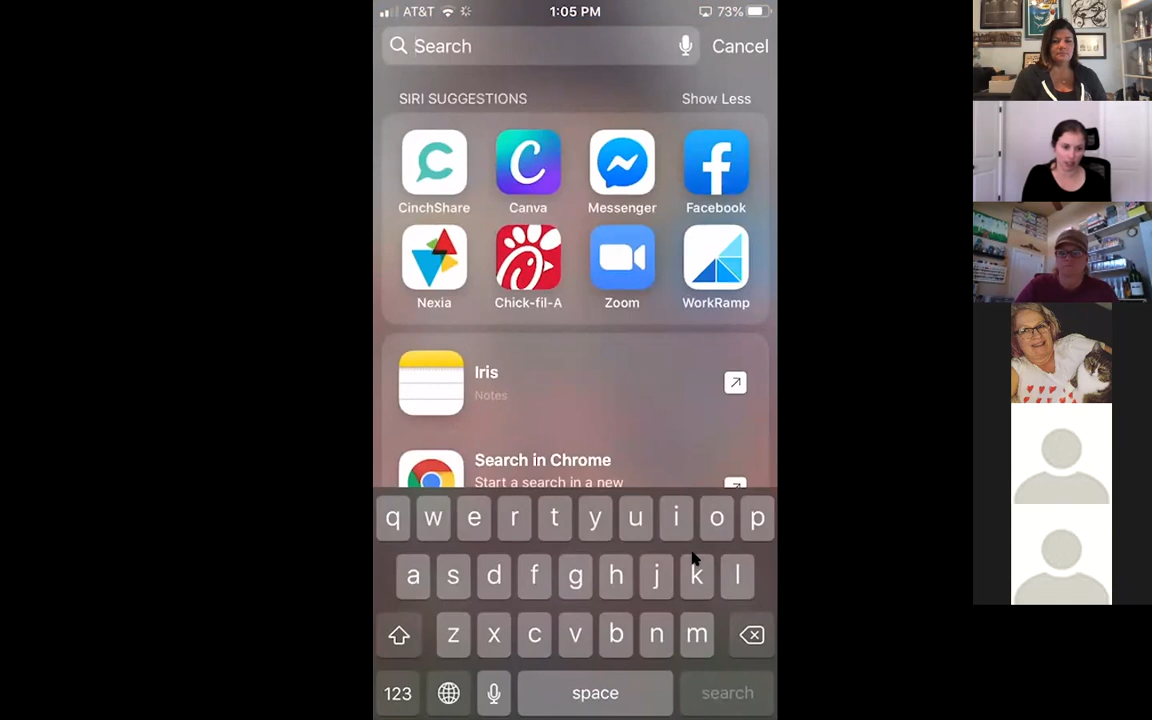 AT&T 1:05 PM 73%
Search Cancel
SIRI SUGGESTIONS Show Less
CinchShare Canva Messenger Facebook
Nexia Chick-fil-A Zoom WorkRamp
Iris
Notes
Search in Chrome
Start a search in a new
q w e r t y u i o p
a s d f g h j k l
z x c v b n m
123 space search